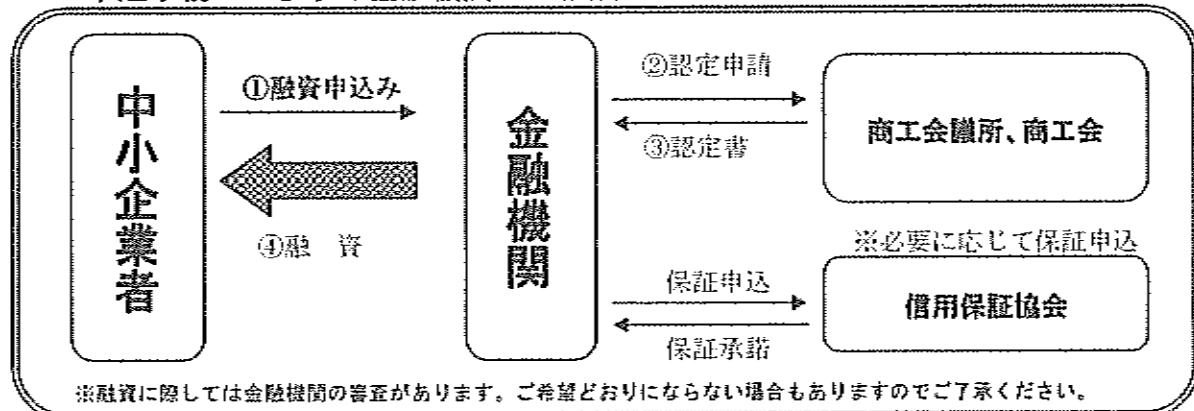 中小企業者
①融資申込み
④融 資
金融機関
②認定申請
③認定書
商工会議所、商工会
※必要に応じて保証申込
保証申込
保証承諾
信用保証協会
※融資に際しては金融機関の審査があります。ご希望どおりにならない場合もありますのでご了承ください。